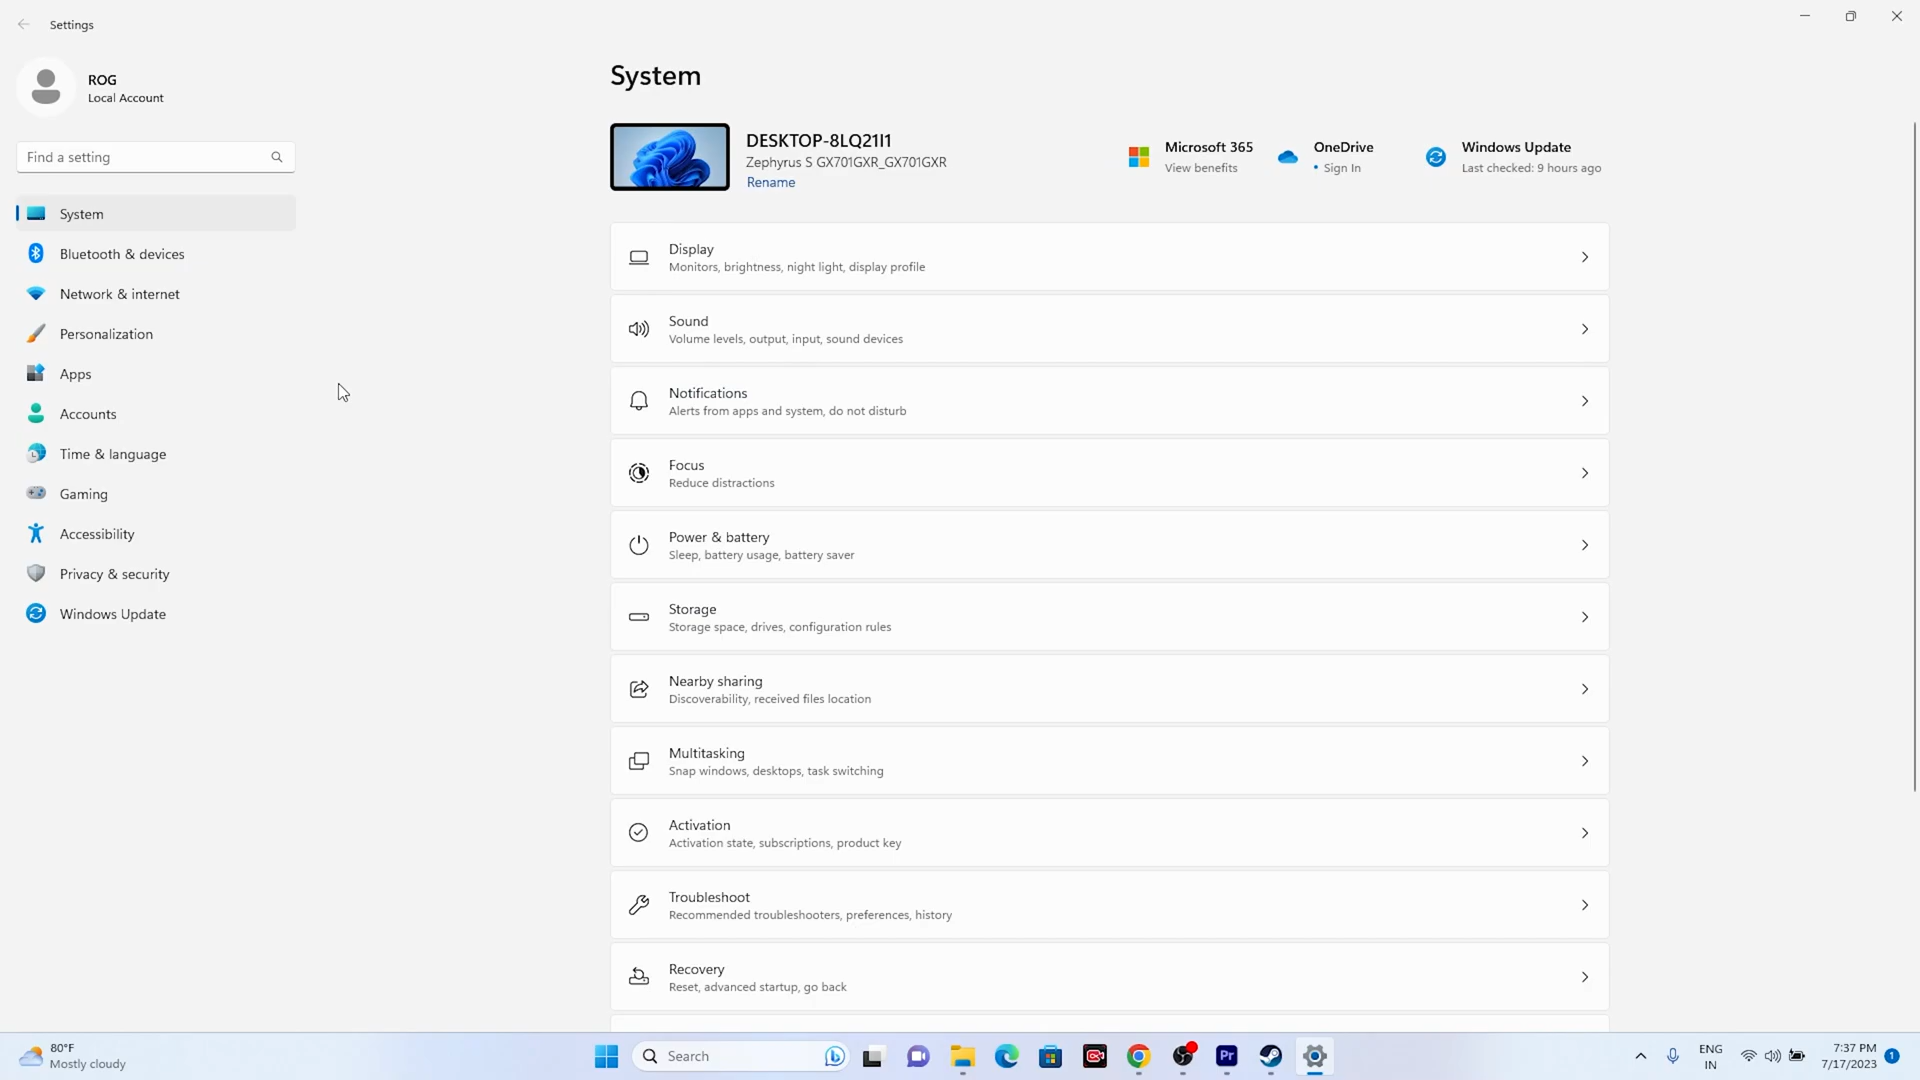 Settings
ROG
Local Account
Find a setting
System
Bluetooth & devices
Network & internet
Personalization
Apps
Accounts
Time & language
Gaming
Accessibility
Privacy & security
Windows Update
System
DESKTOP-8LQ21I1
Zephyrus S GX701GXR_GX701GXR
Rename
Microsoft 365
View benefits
OneDrive
• Sign In
Windows Update
Last checked: 9 hours ago
Display
Monitors, brightness, night light, display profile
Sound
Volume levels, output, input, sound devices
Notifications
Alerts from apps and system, do not disturb
Focus
Reduce distractions
Power & battery
Sleep, battery usage, battery saver
Storage
Storage space, drives, configuration rules
Nearby sharing
Discoverability, received files location
Multitasking
Snap windows, desktops, task switching
Activation
Activation state, subscriptions, product key
Troubleshoot
Recommended troubleshooters, preferences, history
Recovery
Reset, advanced startup, go back
80°F
Mostly cloudy
Search
Pr
ENG
IN
7:37 PM
7/17/2023
1